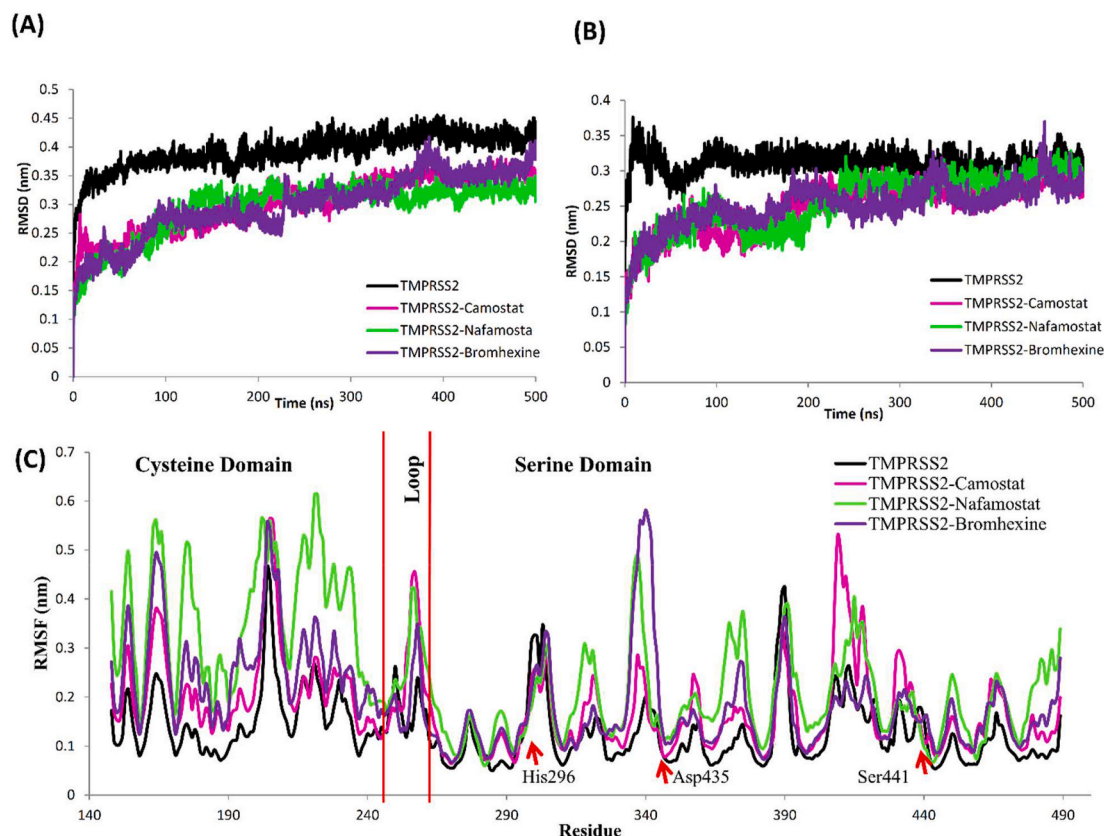 (A)
0.5
0.45
0.4
0.35
0.3
0.25
0.2
0.15
0.1
0.05
0
RMSD (nm)
TMPRSS2
TMPRSS2-Camostat
TMPRSS2-Nafamosta
TMPRSS2-Bromhexine
0 100 200 300 400 500
Time (ns)
(B)
0.4
0.35
0.3
0.25
0.2
0.15
0.1
0.05
0
RMSD (nm)
TMPRSS2
TMPRSS2-Camostat
TMPRSS2-Nafamostat
TMPRSS2-Bromhexine
0 100 200 300 400 500
Time (ns)
(C)
0.7
0.6
0.5
0.4
0.3
0.2
0.1
0
RMSF (nm)
Cysteine Domain
Loop
Serine Domain
TMPRSS2
TMPRSS2-Camostat
TMPRSS2-Nafamostat
TMPRSS2-Bromhexine
His296
Asp435
Ser441
140 190 240 290 340 390 440 490
Residue